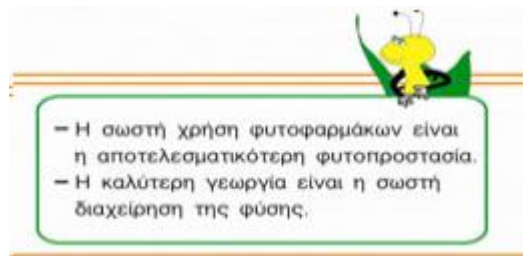 – Η σωστή χρήση φυτοφαρμάκων είναι
η αποτελεσματικότερη φυτοπροστασία.
– Η καλύτερη γεωργία είναι η σωστή
διαχείρηση της φύσης.